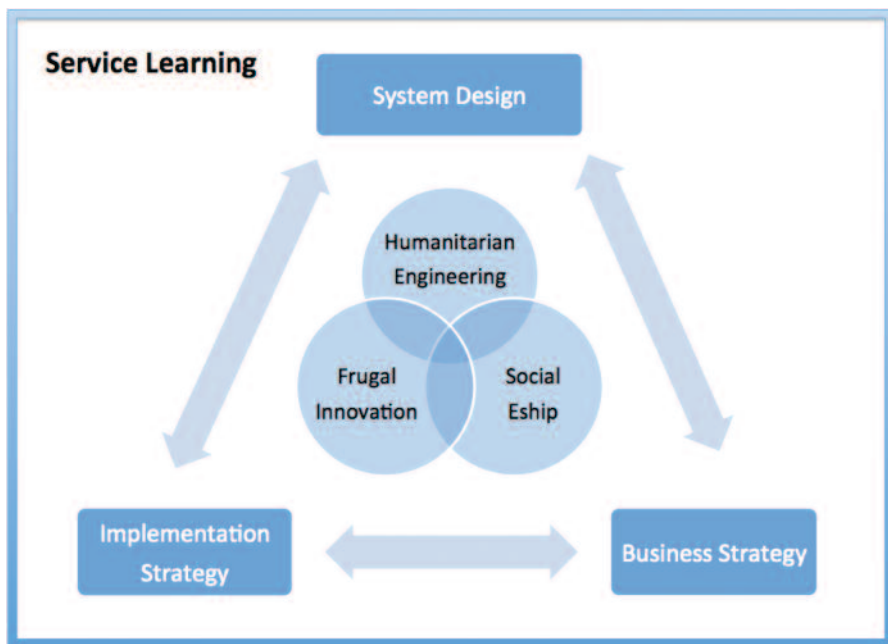 Service Learning
System Design
Humanitarian
Engineering
Frugal
Innovation
Social
Eship
Implementation
Strategy
Business Strategy